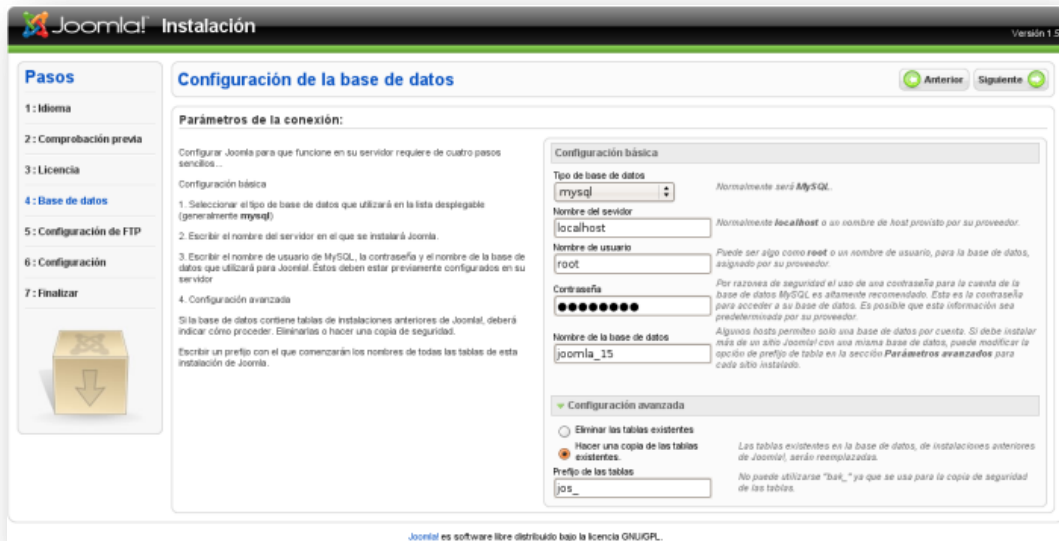 Joomla! Instalación
Versión 1.5
Pasos
1 : Idioma
2 : Comprobación previa
3 : Licencia
4 : Base de datos
5 : Configuración de FTP
6 : Configuración
7 : Finalizar
Configuración de la base de datos
Anterior
Siguiente
Parámetros de la conexión:
Configurar Joomla para que funcione en su servidor requiere de cuatro pasos
sencillos...
Configuración básica
1. Seleccionar el tipo de base de datos que utilizará en la lista desplegable
(generalmente mysql)
2. Escribir el nombre del servidor en el que se instalará Joomla.
3. Escribir el nombre de usuario de MySQL, la contraseña y el nombre de la base de
datos que utilizará para Joomla!. Éstos deben estar previamente configurados en su
servidor
4. Configuración avanzada
Si la base de datos contiene tablas de instalaciones anteriores de Joomla!, deberá
indicar cómo proceder. Eliminarlas o hacer una copia de seguridad.
Escribir un prefijo con el que comenzarán los nombres de todas las tablas de esta
instalación de Joomla.
Configuración básica
Tipo de base de datos
mysql
Normalmente será MySQL.
Nombre del sevidor
localhost
Normalmente localhost o un nombre de host provisto por su proveedor.
Nombre de usuario
root
Puede ser algo como root o un nombre de usuario, para la base de datos,
asignado por su proveedor.
Contraseña
Por razones de seguridad el uso de una contraseña para la cuenta de la
base de datos MySQL es altamente recomendado. Esta es la contraseña
para acceder a su base de datos. Es posible que esta información sea
predeterminada por su proveedor.
Nombre de la base de datos
joomla_15
Algunos hosts permiten solo una base de datos por cuenta. Si debe instalar
más de un sitio Joomla! con una misma base de datos, puede modificar la
opción de prefijo de tabla en la sección Parámetros avanzados para
cada sitio instalado.
Configuración avanzada
Eliminar las tablas existentes
Hacer una copia de las tablas
existentes.
Las tablas existentes en la base de datos, de instalaciones anteriores
de Joomla!, serán reemplazadas.
Prefijo de las tablas
jos_
No puede utilizarse "bak_" ya que se usa para la copia de seguridad
de las tablas.
Joomla! es software libre distribuido bajo la licencia GNU/GPL.